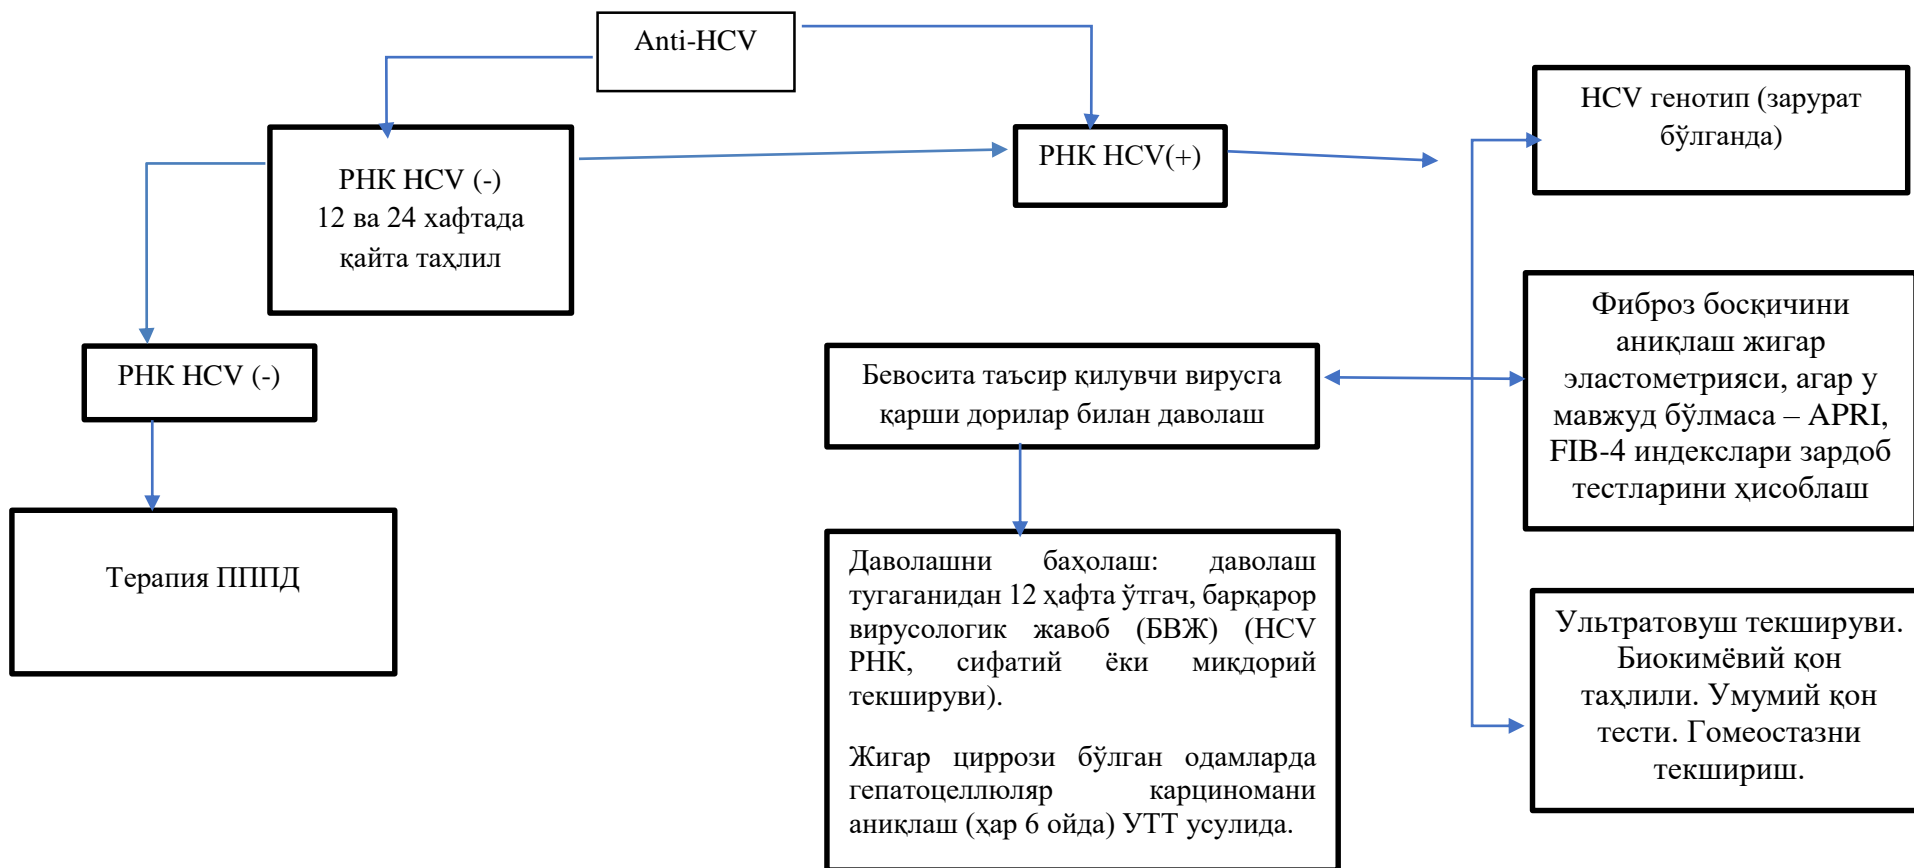 Anti-HCV
РНК HCV (-)
12 ва 24 хафтада
қайта таҳлил
РНК HCV(+)
HCV генотип (зарурат
бўлганда)
РНК HCV (-)
Терапия ПППД
Бевосита таъсир қилувчи вирусга
қарши дорилар билан даволаш
Фиброз босқичини
аниқлаш жигар
эластометрияси, агар у
мавжуд бўлмаса – APRI,
FIB-4 индекслари зардоб
тестларини ҳисоблаш
Даволашни баҳолаш: даволаш
тугаганидан 12 ҳафта ўтгач, барқарор
вирусологик жавоб (БВЖ) (HCV
РНК, сифатий ёки миқдорий
текшируви).
Жигар циррози бўлган одамларда
гепатоцеллюляр карциномани
аниқлаш (ҳар 6 ойда) УТТ усулида.
Ультратовуш текшируви.
Биокимёвий қон
таҳлили. Умумий қон
тести. Гомеостазни
текшириш.